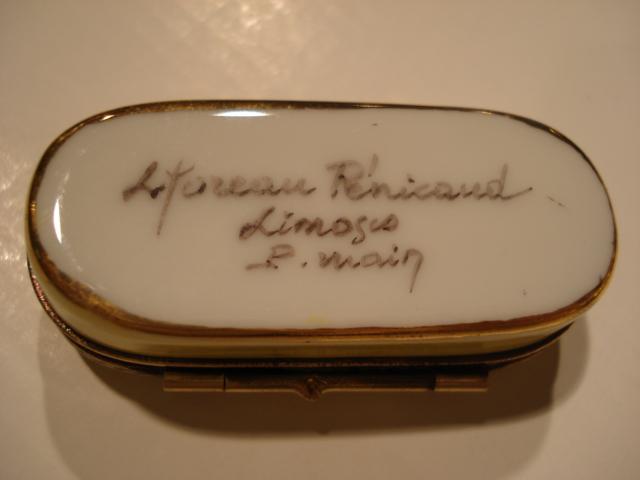 Moreau Pénicaud
Limoges
P. main